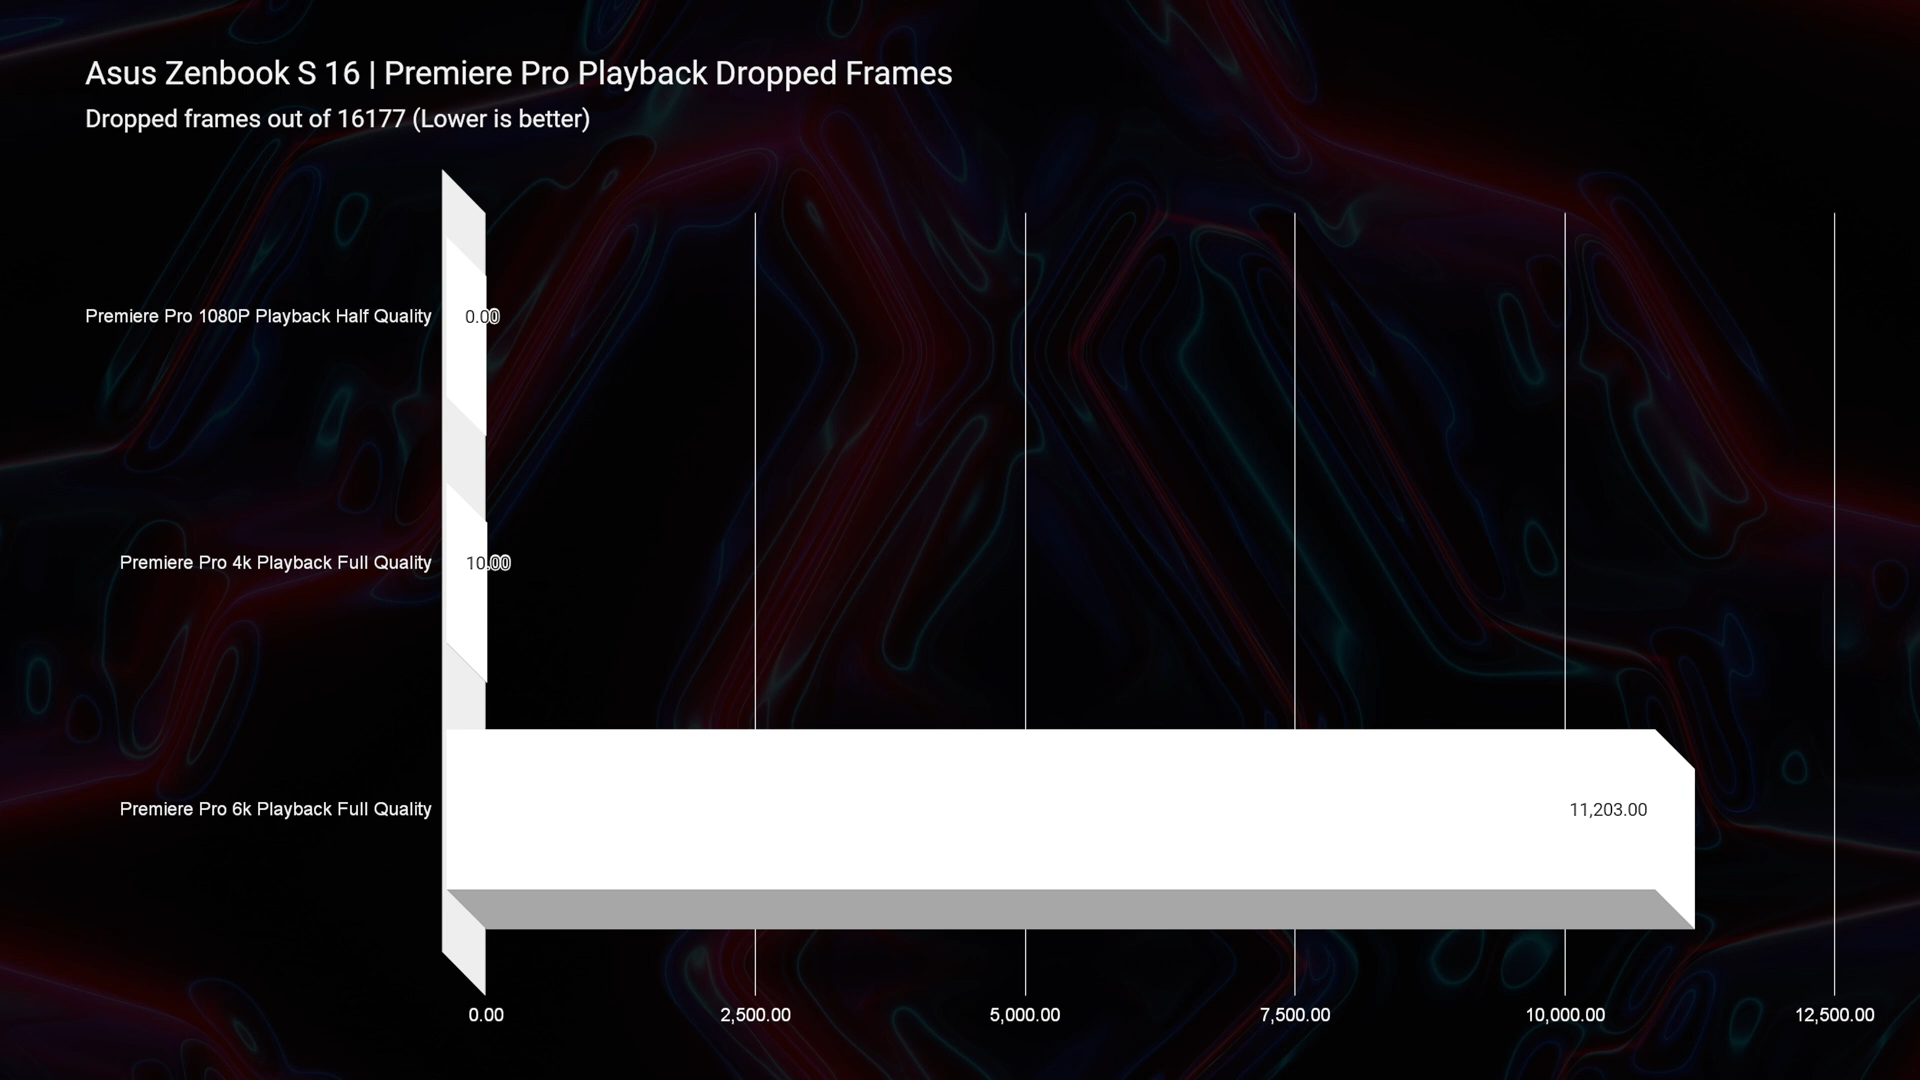 Asus Zenbook S 16 | Premiere Pro Playback Dropped Frames
Dropped frames out of 16177 (Lower is better)
Premiere Pro 1080P Playback Half Quality
0.00
Premiere Pro 4k Playback Full Quality
10.00
Premiere Pro 6k Playback Full Quality
11,203.00
0.00
2,500.00
5,000.00
7,500.00
10,000.00
12,500.00